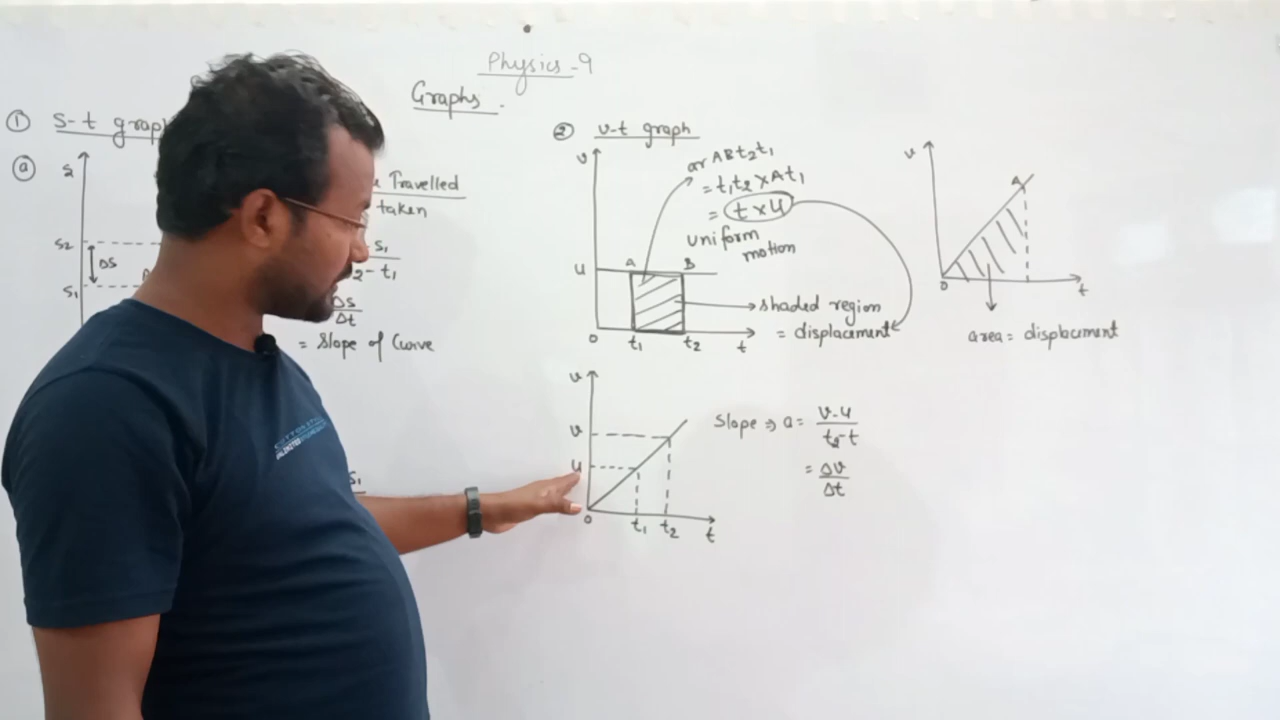 Physics-9
Graphs.
① s-t graph
ⓐ
s
s2
Δs
s1
Travelled
taken
s1
2-t1
Δs
Δt
= Slope of Curve
s1
② v-t graph
v
ar ABt2t1
= t1t2 × At1
= t×u
Uniform motion
u
A
B
shaded region
= displacement
0
t1
t2
t
v
A
0
t
area = displacement
v
v
u
0
t1
t2
t
Slope ⇒ a = v-u
t2-t
= Δv
Δt